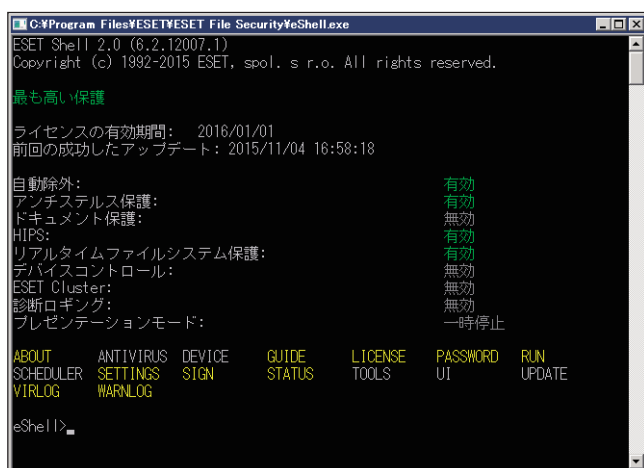 C:¥Program Files¥ESET¥ESET File Security¥eShell.exe
ESET Shell 2.0 (6.2.12007.1)
Copyright (c) 1992-2015 ESET, spol. s r.o. All rights reserved.
最も高い保護
ライセンスの有効期間: 2016/01/01
前回の成功したアップデート: 2015/11/04 16:58:18
自動除外: 有効
アンチステルス保護: 有効
ドキュメント保護: 無効
HIPS: 有効
リアルタイムファイルシステム保護: 有効
デバイスコントロール: 無効
ESET Cluster: 無効
診断ロギング: 無効
プレゼンテーションモード: 一時停止
ABOUT ANTIVIRUS DEVICE GUIDE LICENSE PASSWORD RUN
SCHEDULER SETTINGS SIGN STATUS TOOLS UI UPDATE
VIRLOG WARNLOG
eShell>_